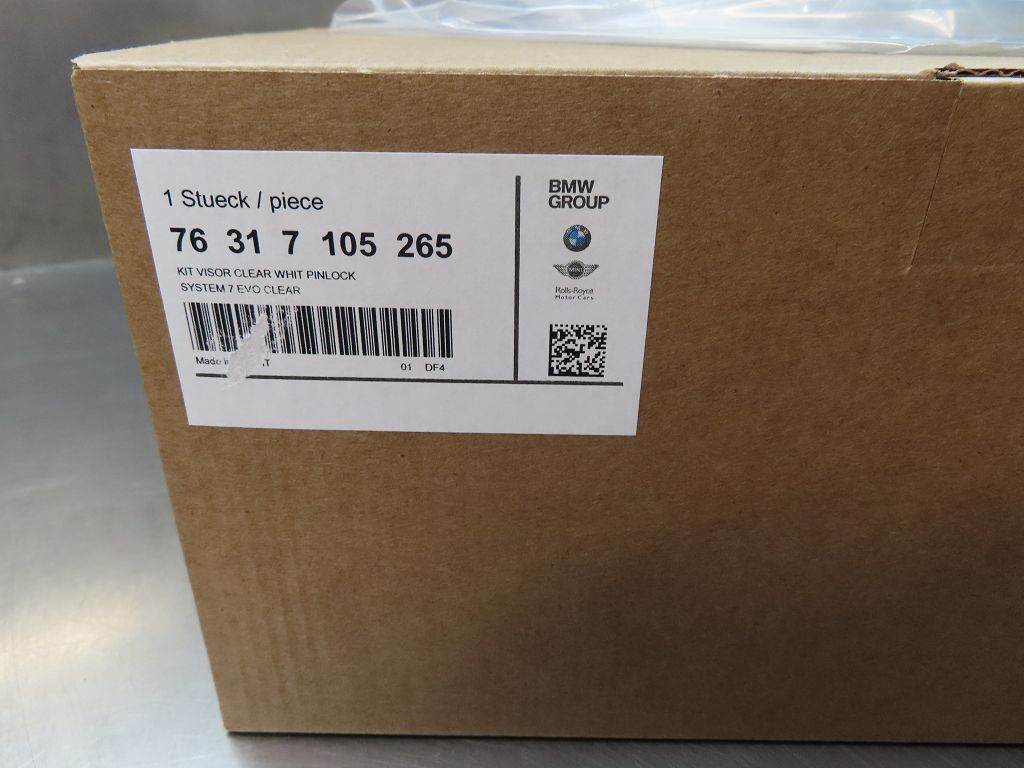 1 Stueck / piece
76 31 7 105 265
KIT VISOR CLEAR WHIT PINLOCK
SYSTEM 7 EVO CLEAR
Made
01 DF4
BMW
GROUP
MINI
Rolls-Royce
Motor Cars